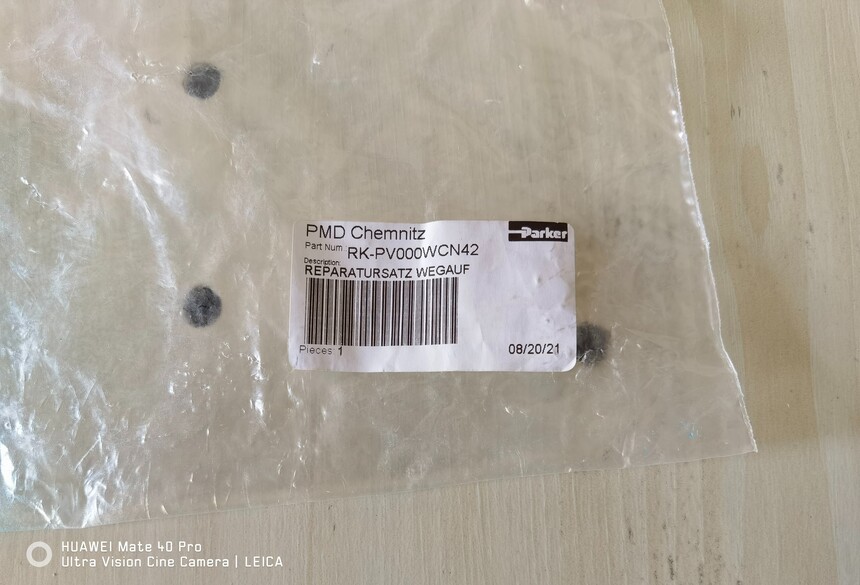 PMD Chemnitz
Parker
Part Num.: RK-PV000WCN42
Description:
REPARATURSATZ WEGAUF
Pieces: 1
08/20/21
HUAWEI Mate 40 Pro
Ultra Vision Cine Camera | LEICA